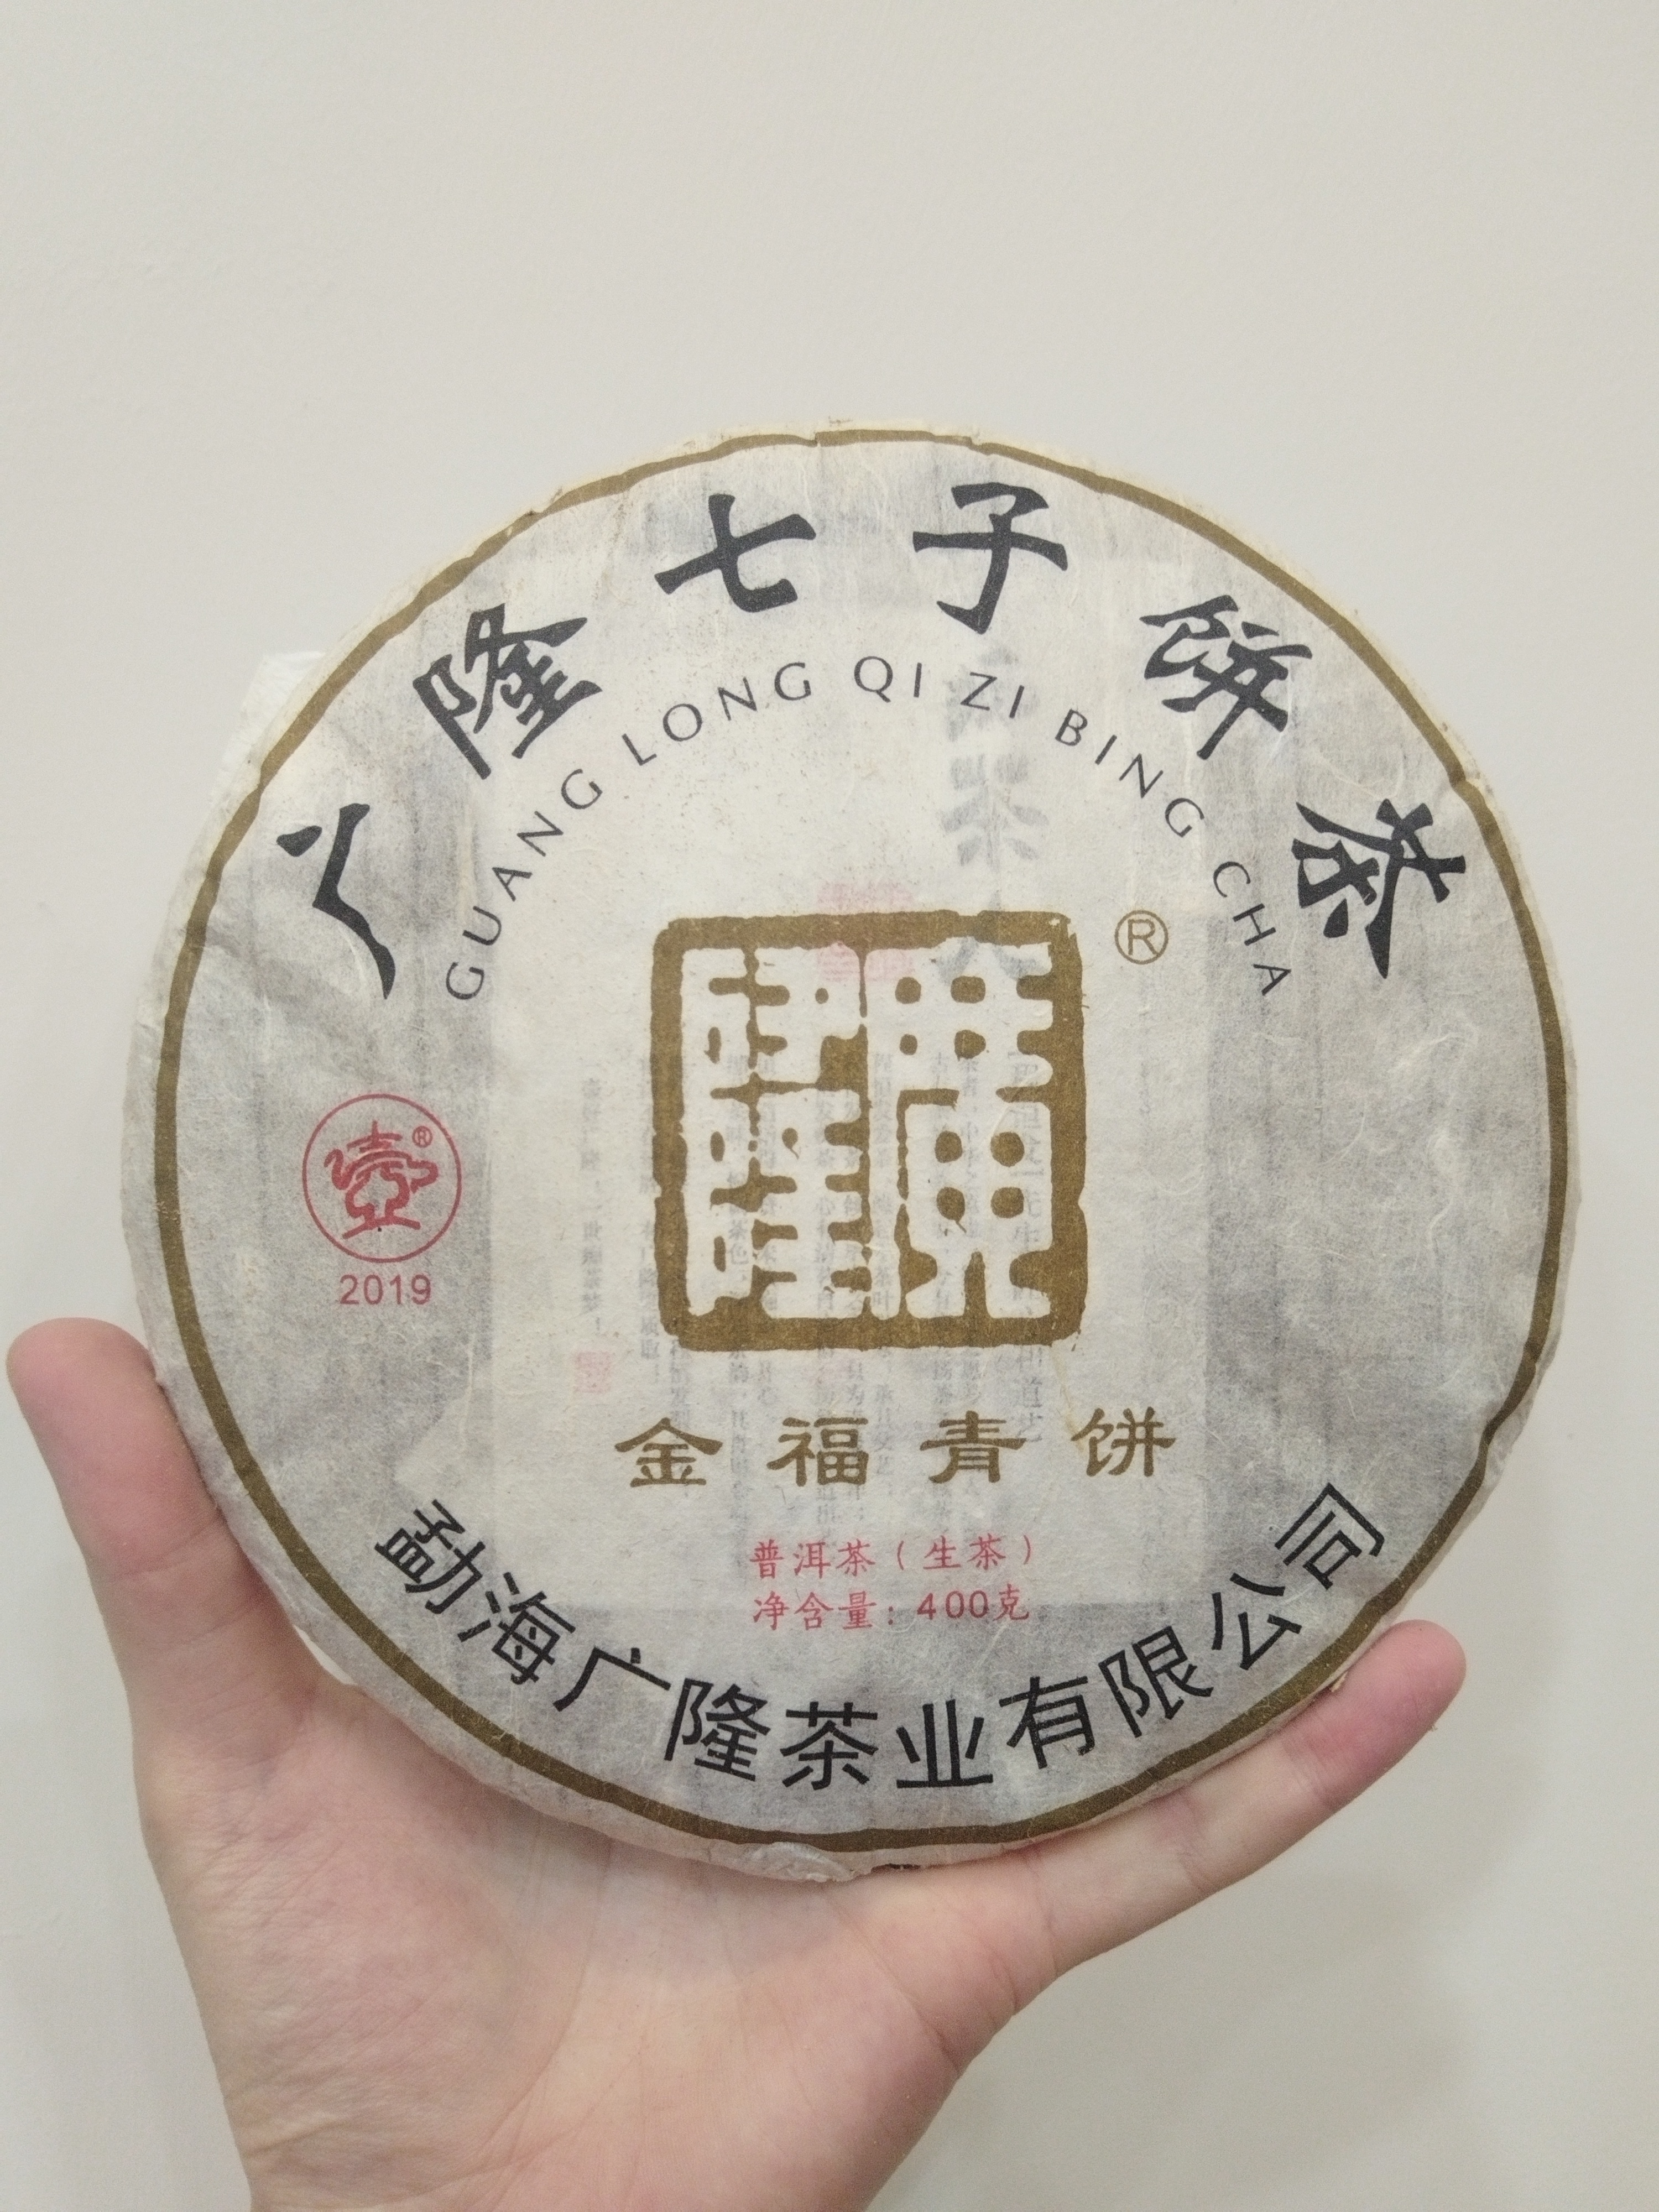 广隆七子饼茶
GUANG LONG QI ZI BING CHA
®
®
2019
金福青饼
普洱茶（生茶）
净含量：400克
勐海广隆茶业有限公司